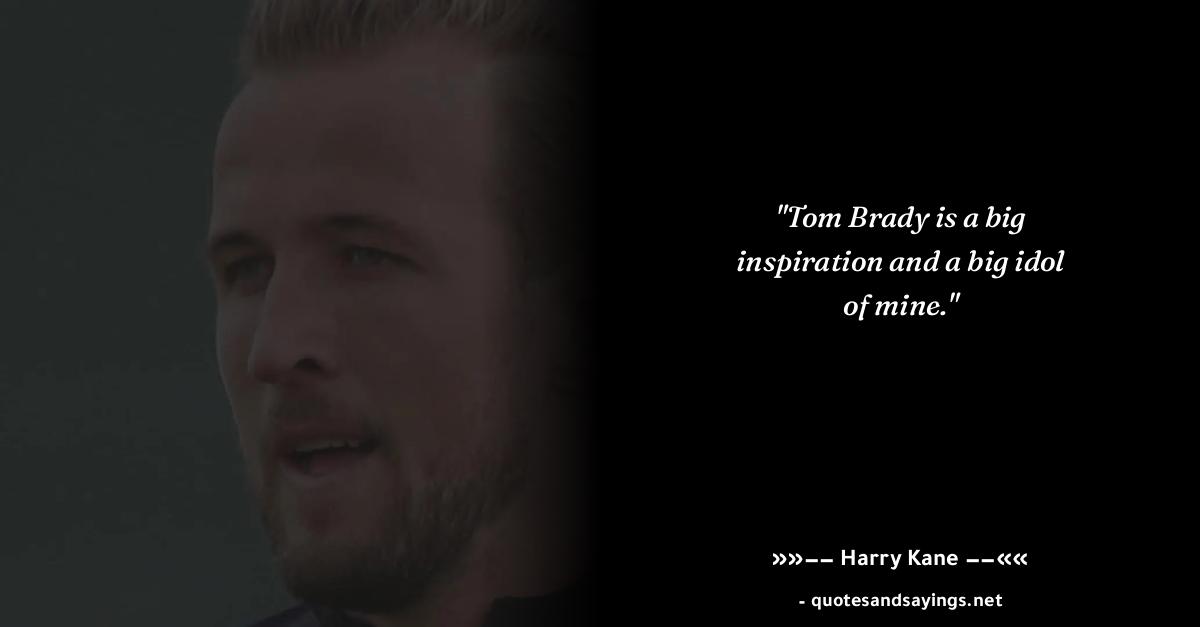 "Tom Brady is a big
inspiration and a big idol
of mine."
»»–– Harry Kane ––««
- quotesandsayings.net